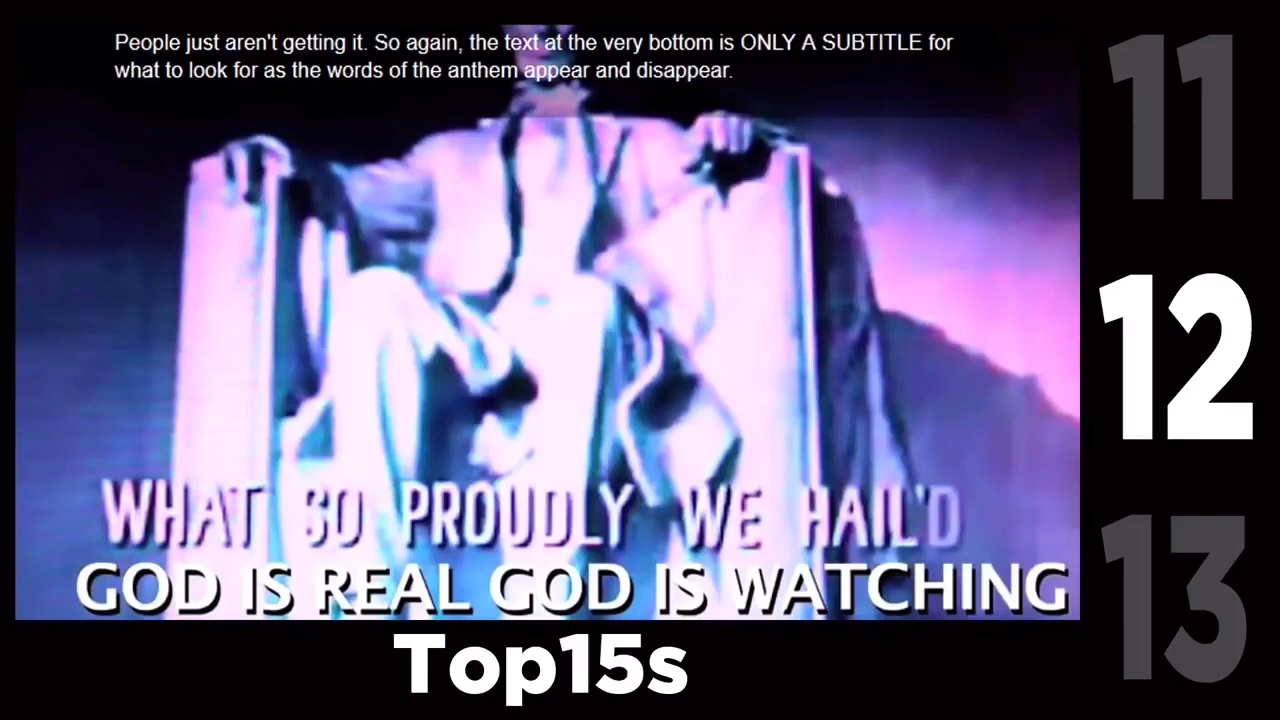 People just aren't getting it. So again, the text at the very bottom is ONLY A SUBTITLE for
what to look for as the words of the anthem appear and disappear.
11
12
WHAT SO PROUDLY WE HAIL'D
GOD IS REAL GOD IS WATCHING
13
Top15s